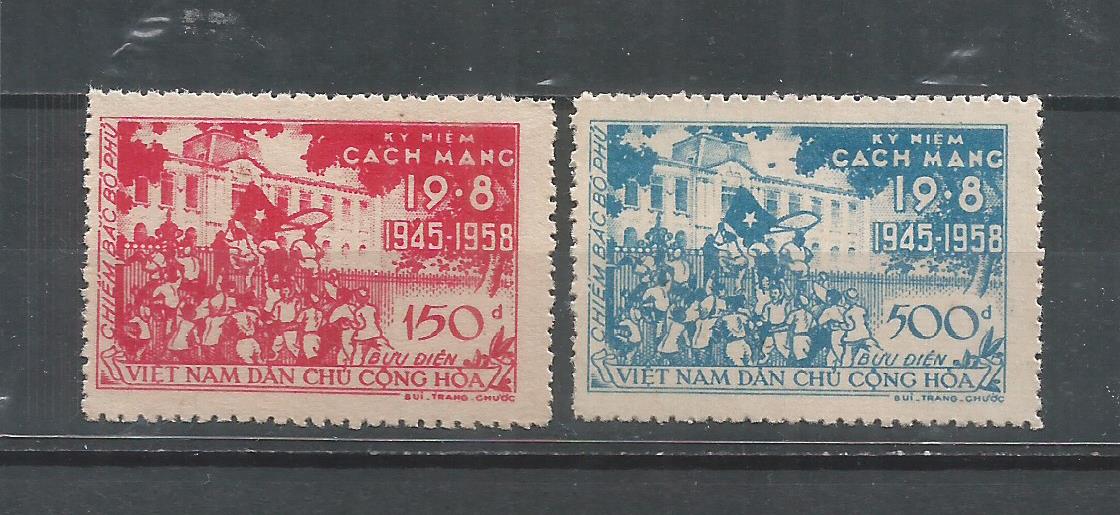 CHIẾM BẮC BỘ PHỦ
KỶ NIỆM
CÁCH MẠNG
19·8
1945-1958
150đ
BƯU ĐIỆN
VIỆT NAM DÂN CHỦ CỘNG HÒA
BÙI-TRANG-CHƯỚC
CHIẾM BẮC BỘ PHỦ
KỶ NIỆM
CÁCH MẠNG
19·8
1945-1958
500đ
BƯU ĐIỆN
VIỆT NAM DÂN CHỦ CỘNG HÒA
BÙI-TRANG-CHƯỚC